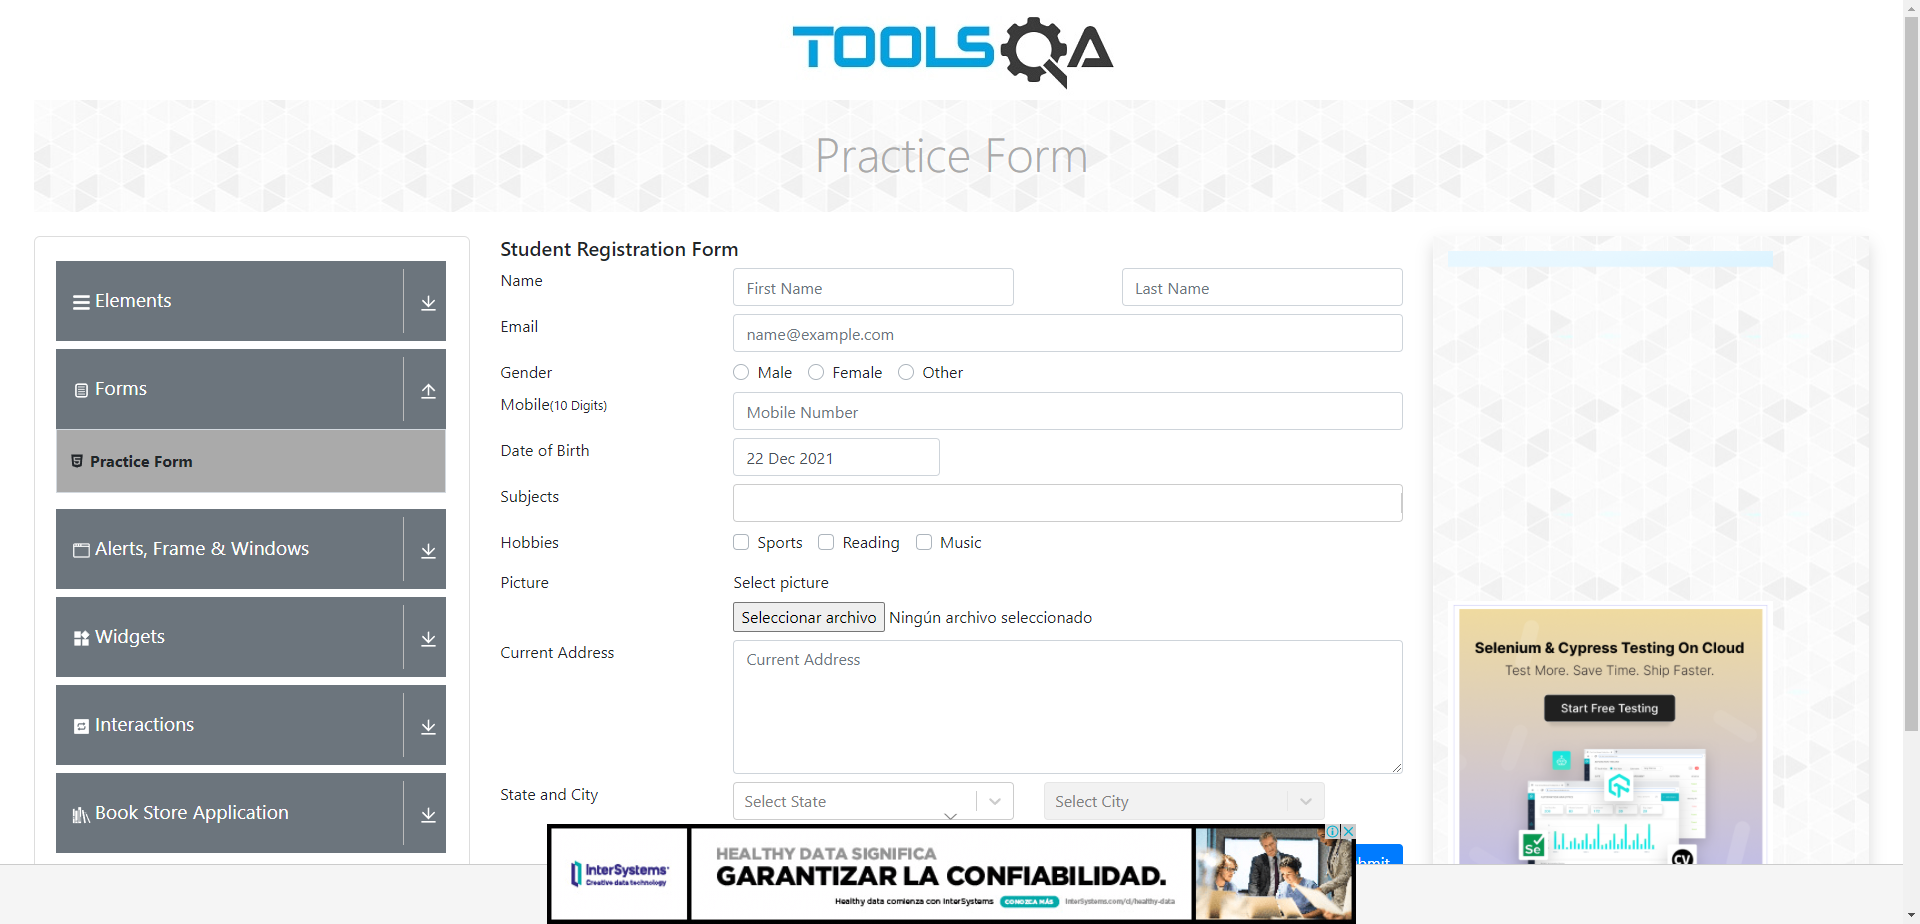 TOOLSQA
Practice Form
Elements
Forms
Practice Form
Alerts, Frame & Windows
Widgets
Interactions
Book Store Application
Student Registration Form
Name
First Name
Last Name
Email
name@example.com
Gender
Male
Female
Other
Mobile(10 Digits)
Mobile Number
Date of Birth
22 Dec 2021
Subjects
Hobbies
Sports
Reading
Music
Picture
Select picture
Seleccionar archivo
Ningún archivo seleccionado
Current Address
Current Address
State and City
Select State
Select City
Selenium & Cypress Testing On Cloud
Test More. Save Time. Ship Faster.
Start Free Testing
Se
CV
InterSystems
Creative data technology
HEALTHY DATA SIGNIFICA
GARANTIZAR LA CONFIABILIDAD.
Healthy data comienza con InterSystems
CONOZCA MÁS
InterSystems.com/cl/healthy-data